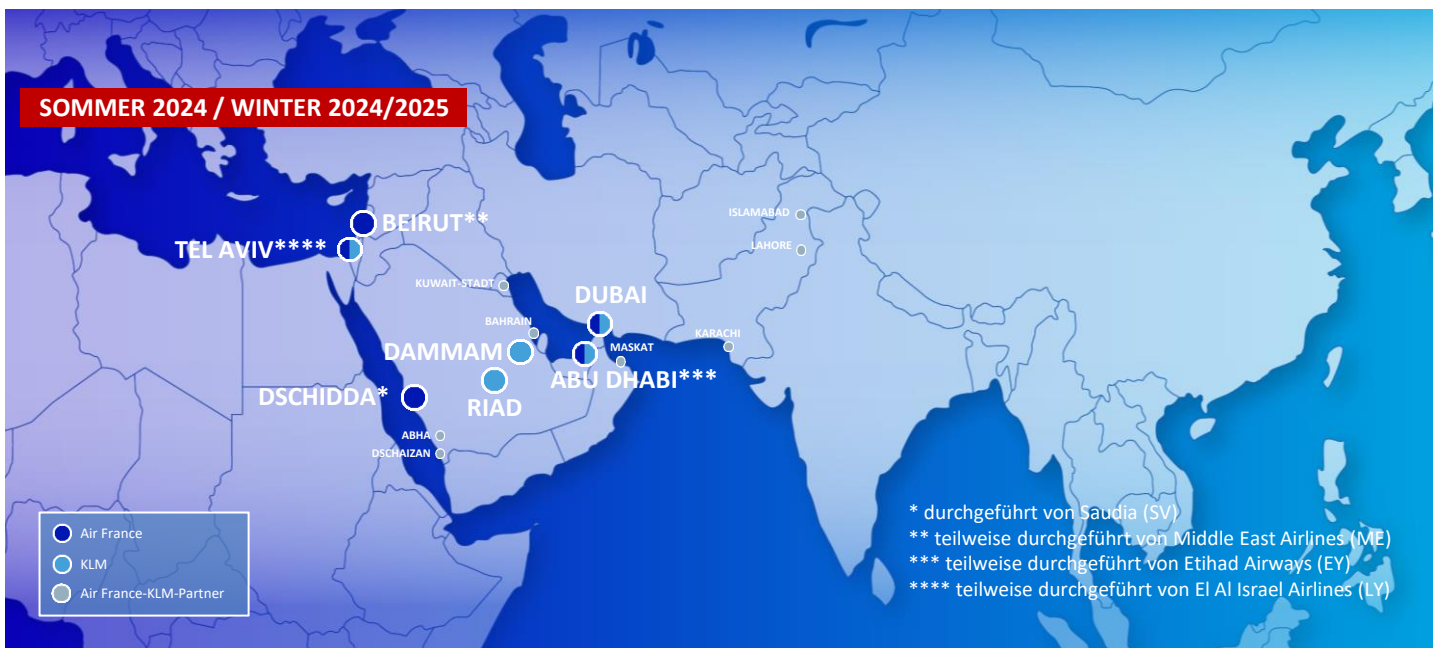 SOMMER 2024 / WINTER 2024/2025
BEIRUT**
TEL AVIV****
ISLAMABAD
LAHORE
KUWAIT-STADT
DUBAI
BAHRAIN
KARACHI
MASKAT
DAMMAM
ABU DHABI***
DSCHIDDA*
RIAD
ABHA
DSCHAIZAN
Air France
KLM
Air France-KLM-Partner
* durchgeführt von Saudia (SV)
** teilweise durchgeführt von Middle East Airlines (ME)
*** teilweise durchgeführt von Etihad Airways (EY)
**** teilweise durchgeführt von El Al Israel Airlines (LY)